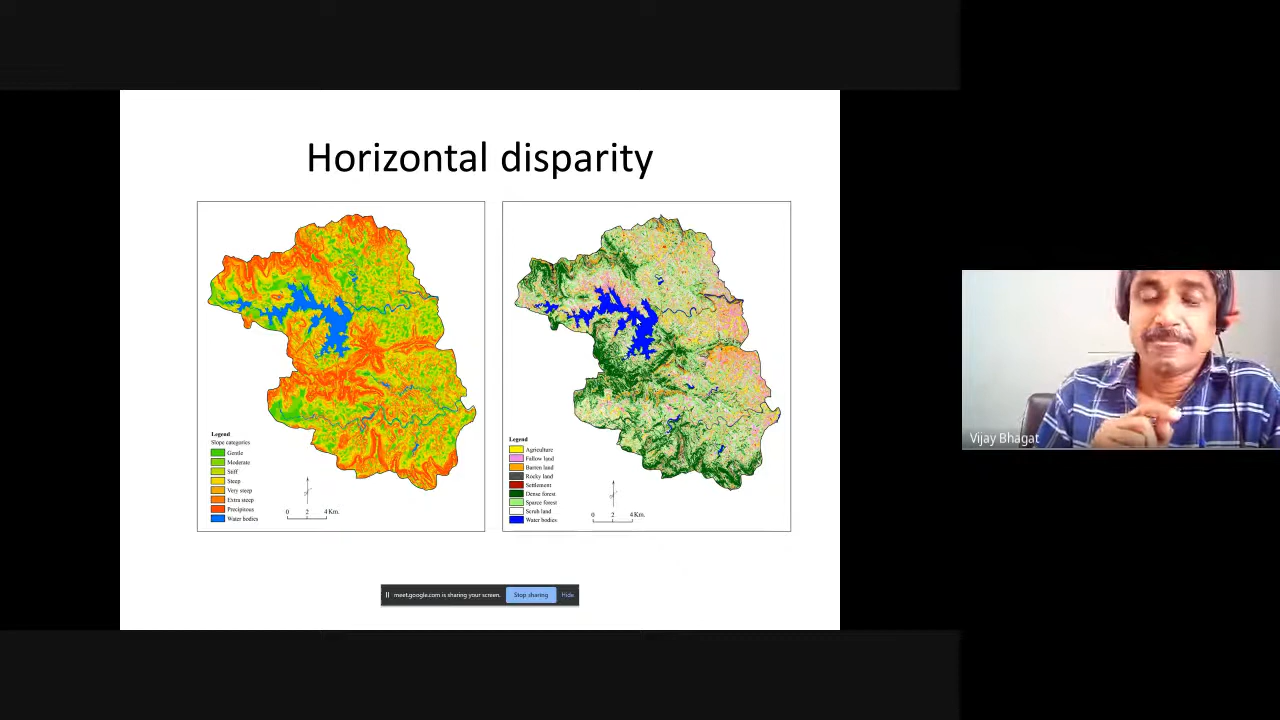 Horizontal disparity
Legend
Slope categories
Gentle
Moderate
Stiff
Steep
Very steep
Extra steep
Precipitous
Water bodies
0 2 4 Km.
Legend
Agriculture
Fallow land
Barren land
Rocky land
Settlement
Dense forest
Sparce forest
Scrub land
Water bodies
0 2 4 Km.
meet.google.com is sharing your screen. Stop sharing Hide
Vijay Bhagat